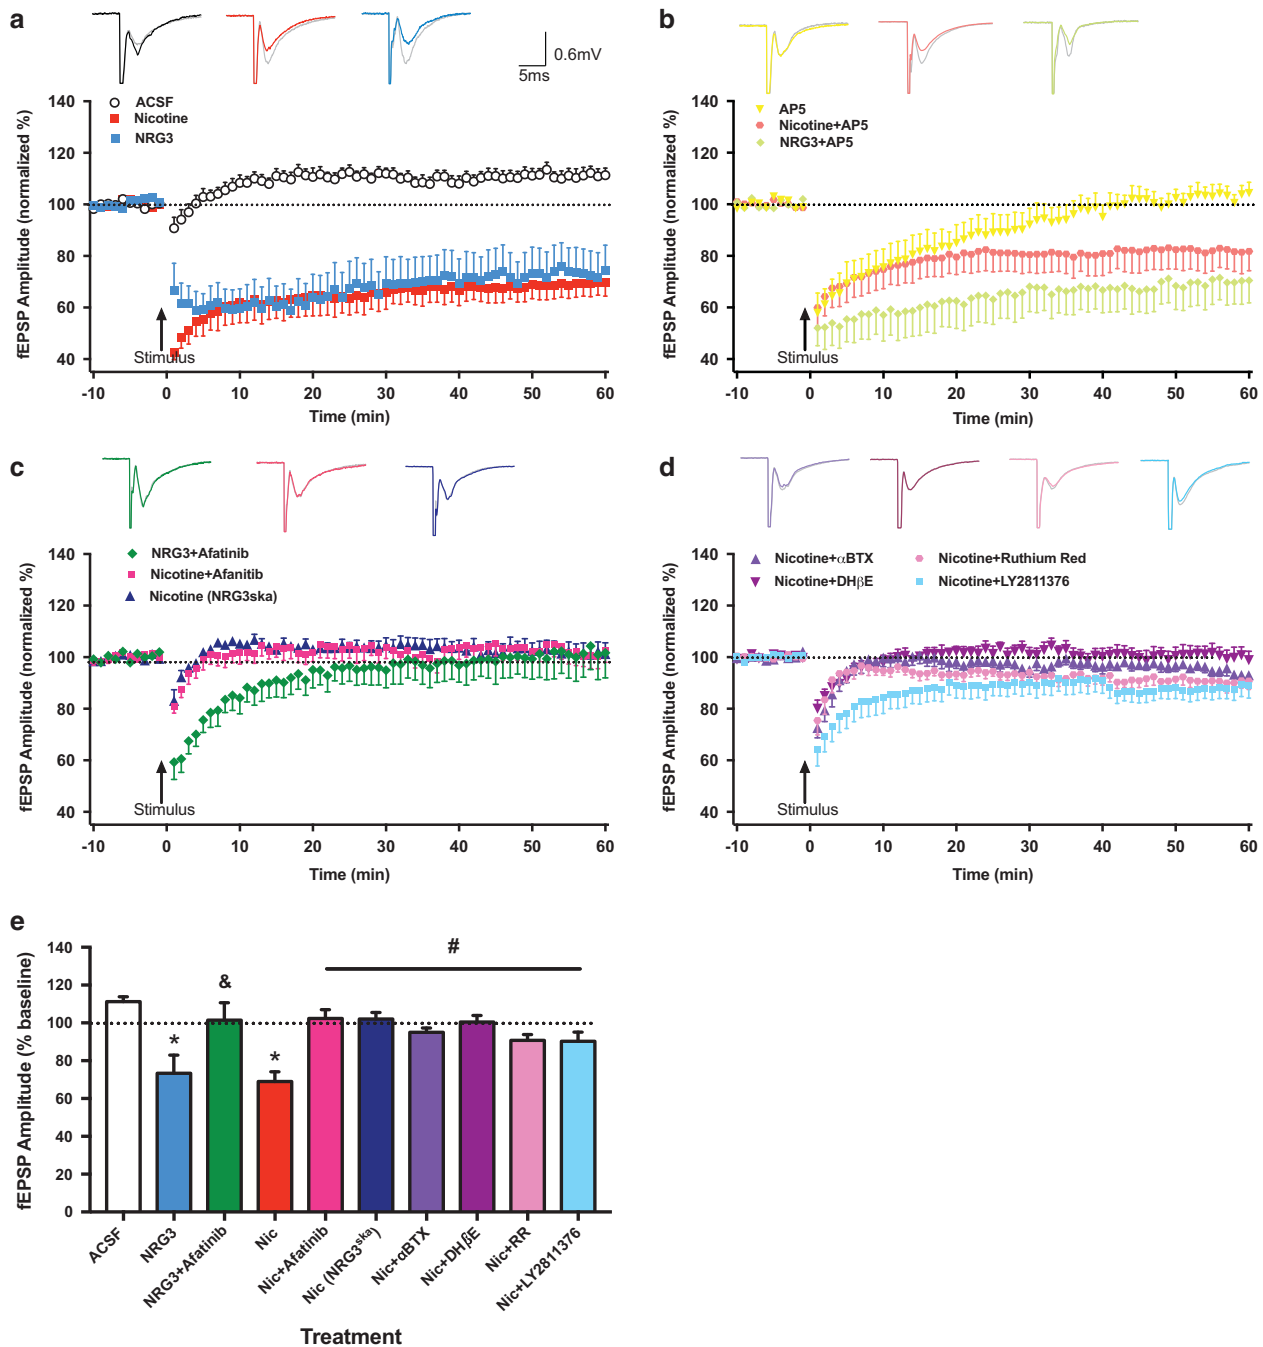 a
0.6mV
5ms
fEPSP Amplitude (normalized %)
140
120
100
80
60
40
ACSF
Nicotine
NRG3
Stimulus
-10 0 10 20 30 40 50 60
Time (min)
b
fEPSP Amplitude (normalized %)
140
120
100
80
60
40
AP5
Nicotine+AP5
NRG3+AP5
Stimulus
-10 0 10 20 30 40 50 60
Time (min)
c
fEPSP Amplitude (normalized %)
140
120
100
80
60
40
NRG3+Afatinib
Nicotine+Afanitib
Nicotine (NRG3ska)
Stimulus
-10 0 10 20 30 40 50 60
Time (min)
d
fEPSP Amplitude (normalized %)
140
120
100
80
60
40
Nicotine+αBTX
Nicotine+DHβE
Nicotine+Ruthium Red
Nicotine+LY2811376
Stimulus
-10 0 10 20 30 40 50 60
Time (min)
e
fEPSP Amplitude (% baseline)
140
120
100
80
60
40
20
0
* & * #
ACSF
NRG3
NRG3+Afatinib
Nic
Nic+Afatinib
Nic (NRG3ska)
Nic+αBTX
Nic+DHβE
Nic+RR
Nic+LY2811376
Treatment